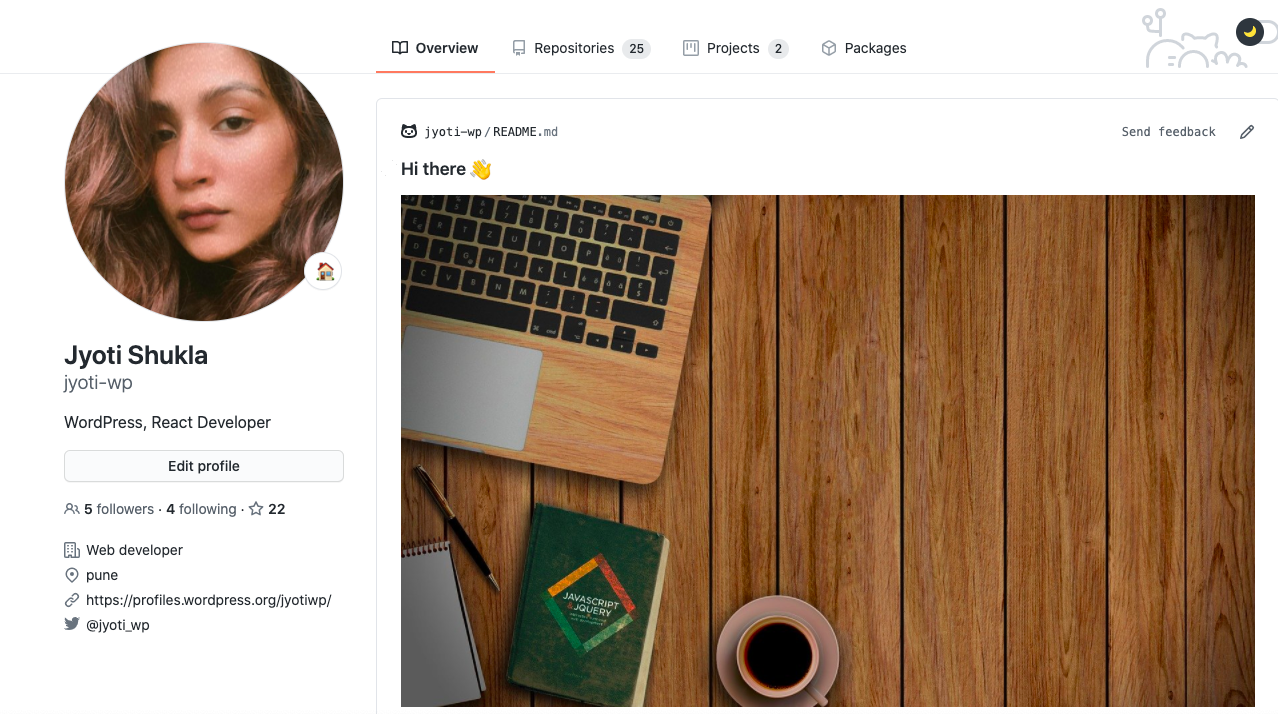 Overview
Repositories 25
Projects 2
Packages
jyoti-wp/README.md
Send feedback
Hi there 👋
Jyoti Shukla
jyoti-wp
WordPress, React Developer
Edit profile
5 followers · 4 following · 22
Web developer
pune
https://profiles.wordpress.org/jyotiwp/
@jyoti_wp
JAVASCRIPT
& JQUERY